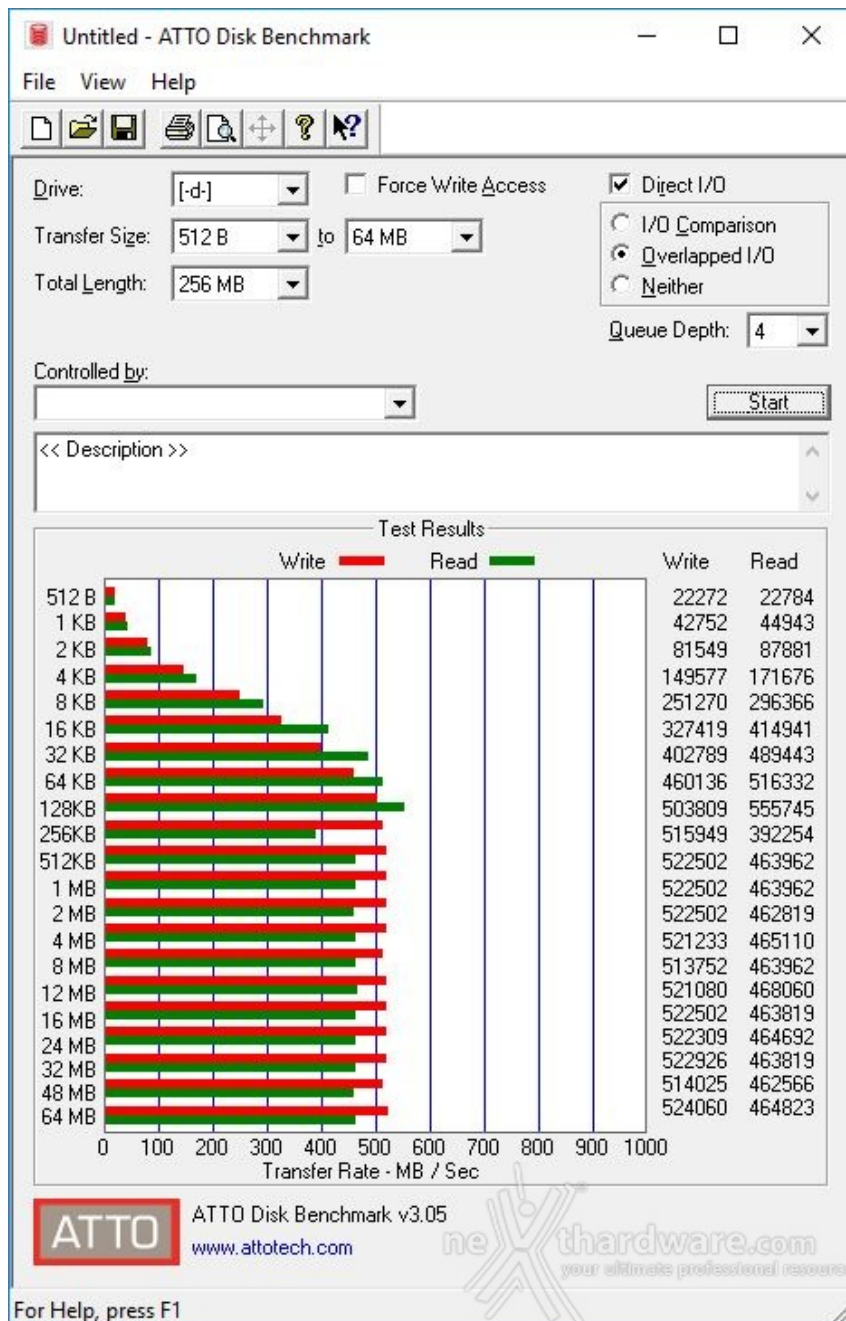 Untitled - ATTO Disk Benchmark
File View Help
Drive: [-d-] Force Write Access Direct I/O
Transfer Size: 512 B to 64 MB I/O Comparison
Overlapped I/O
Total Length: 256 MB Neither
Queue Depth: 4
Controlled by:
Start
<< Description >>
Test Results
Write Read Write Read
512 B 22272 22784
1 KB 42752 44943
2 KB 81549 87881
4 KB 149577 171676
8 KB 251270 296366
16 KB 327419 414941
32 KB 402789 489443
64 KB 460136 516332
128KB 503809 555745
256KB 515949 392254
512KB 522502 463962
1 MB 522502 463962
2 MB 522502 462819
4 MB 521233 465110
8 MB 513752 463962
12 MB 521080 468060
16 MB 522502 463819
24 MB 522309 464692
32 MB 522926 463819
48 MB 514025 462566
64 MB 524060 464823
0 100 200 300 400 500 600 700 800 900 1000
Transfer Rate - MB / Sec
ATTO
ATTO Disk Benchmark v3.05
www.attotech.com
nexthardware.com
your ultimate professional resource
For Help, press F1